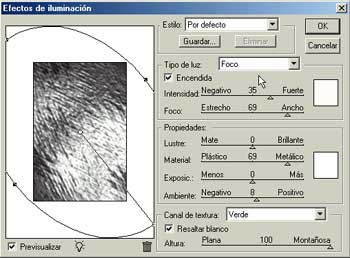 Efectos de iluminación
Estilo: Por defecto
OK
Guardar...
Eliminar
Cancelar
Tipo de luz: Foco
Encendida
Intensidad: Negativo 35 Fuerte
Foco: Estrecho 69 Ancho
Propiedades:
Lustre: Mate 0 Brillante
Material: Plástico 69 Metálico
Exposic.: Menos 0 Más
Ambiente: Negativo 8 Positivo
Canal de textura: Verde
Resaltar blanco
Altura: Plana 100 Montañosa
Previsualizar